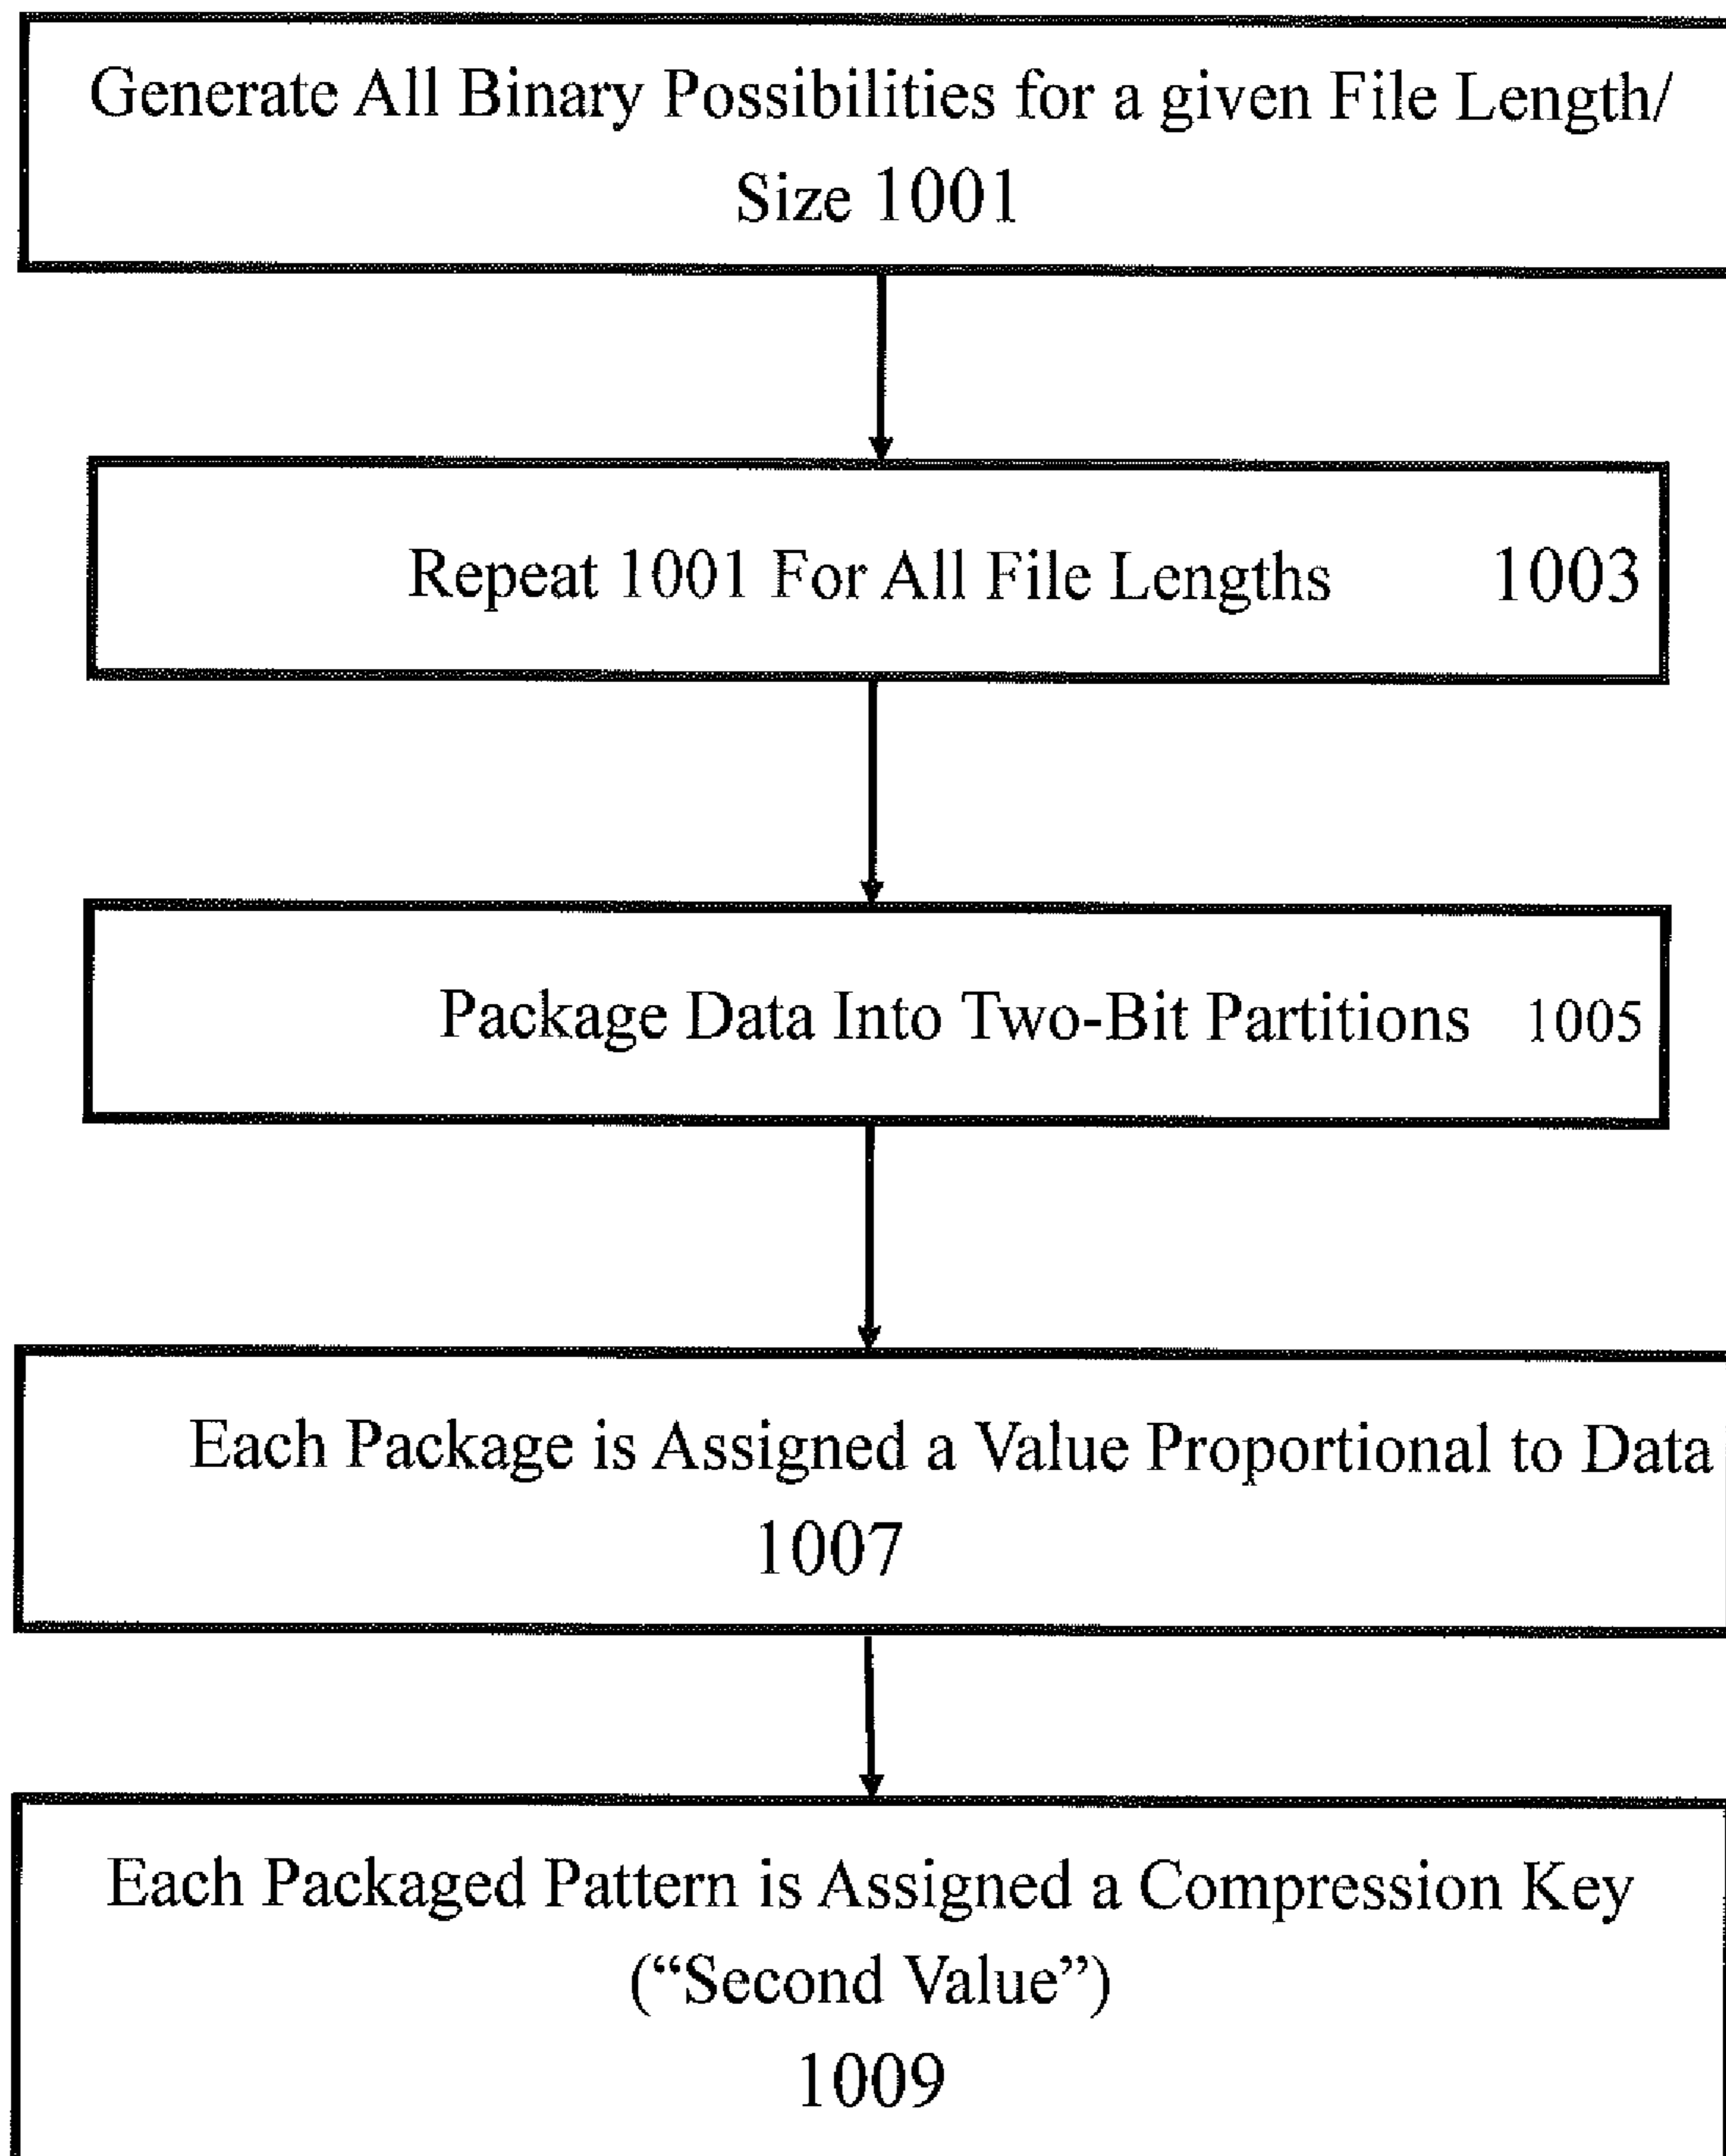 Generate All Binary Possibilities for a given File Length/
Size 1001
Repeat 1001 For All File Lengths 1003
Package Data Into Two-Bit Partitions 1005
Each Package is Assigned a Value Proportional to Data
1007
Each Packaged Pattern is Assigned a Compression Key
(“Second Value”)
1009